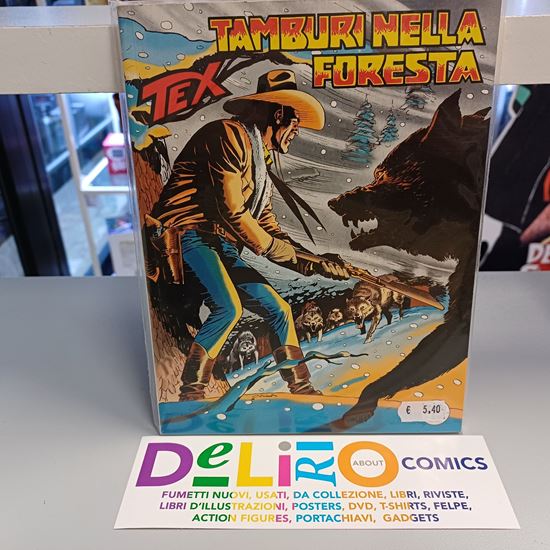 TAMBURI NELLA
FORESTA
TEX
€ 5.40
DeLiRiO ABOUT COMICS
FUMETTI NUOVI, USATI, DA COLLEZIONE, LIBRI, RIVISTE,
LIBRI D'ILLUSTRAZIONI, POSTERS, DVD, T-SHIRTS, FELPE,
ACTION FIGURES, PORTACHIAVI, GADGETS